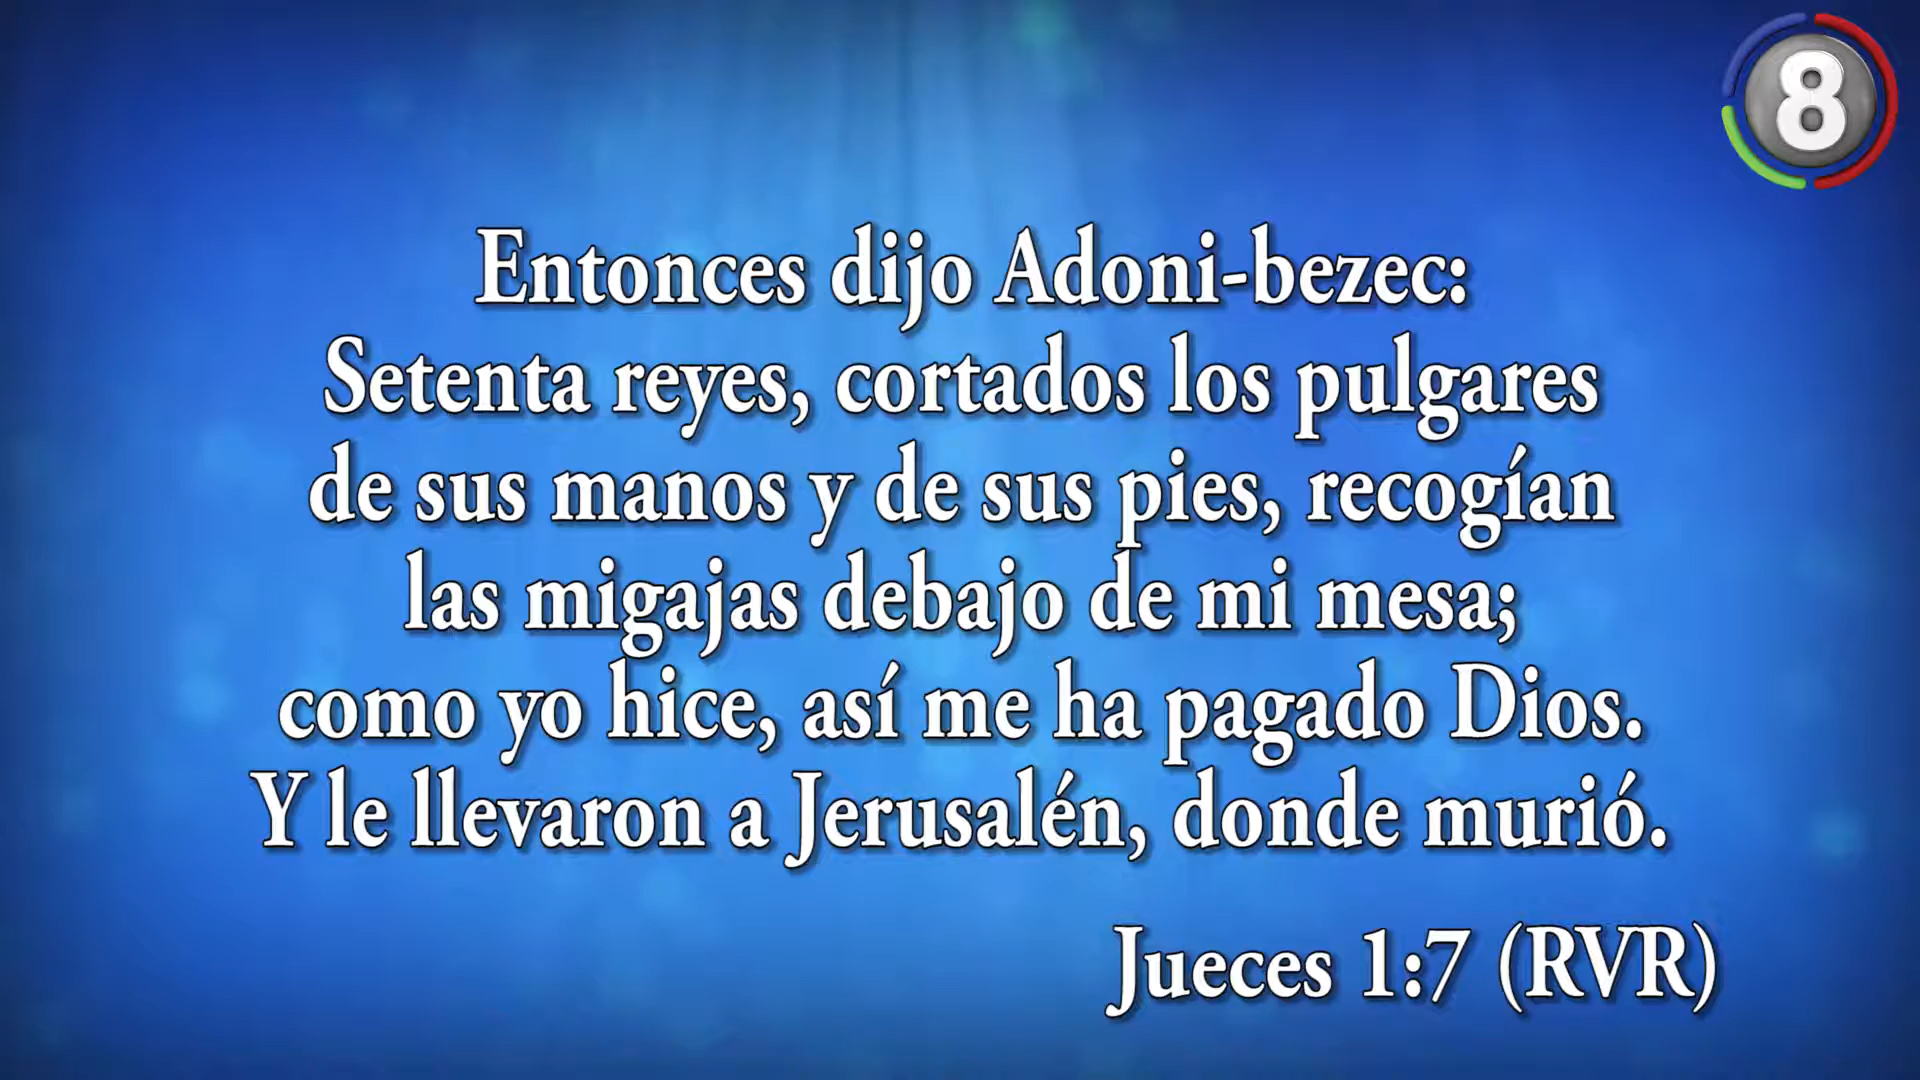 8
Entonces dijo Adoni-bezec:
Setenta reyes, cortados los pulgares
de sus manos y de sus pies, recogían
las migajas debajo de mi mesa;
como yo hice, así me ha pagado Dios.
Y le llevaron a Jerusalén, donde murió.
Jueces 1:7 (RVR)